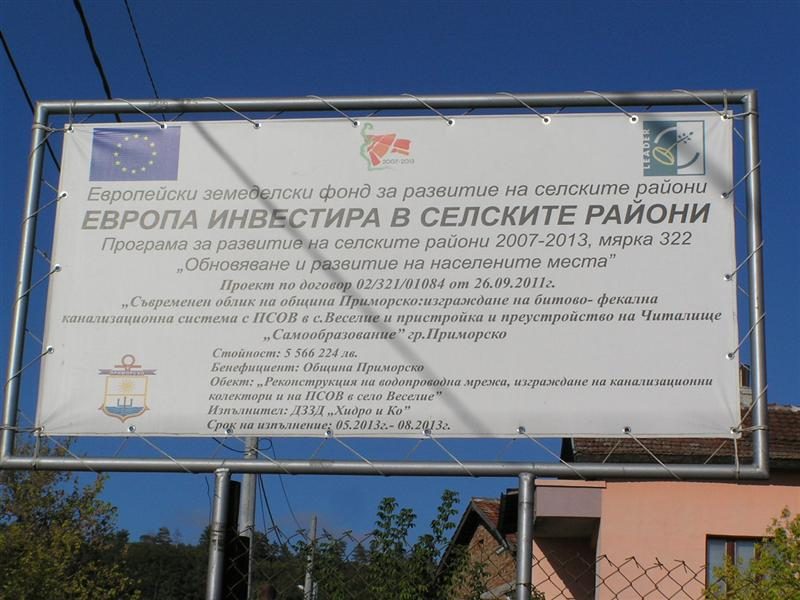 2007-2013
LEADER
Европейски земеделски фонд за развитие на селските райони
ЕВРОПА ИНВЕСТИРА В СЕЛСКИТЕ РАЙОНИ
Програма за развитие на селските райони 2007-2013, мярка 322
„Обновяване и развитие на населените места”
Проект по договор 02/321/01084 от 26.09.2011г.
„Съвременен облик на община Приморско:изграждане на битово- фекална
канализационна система с ПСОВ в с.Веселие и пристройка и преустройство на Читалище
„Самообразование” гр.Приморско
Стойност: 5 566 224 лв.
Бенефициент: Община Приморско
Обект: „Реконструкция на водопроводна мрежа, изграждане на канализационни
колектори и на ПСОВ в село Веселие”
Изпълнител: ДЗЗД „Хидро и Ко”
Срок на изпълнение: 05.2013г.- 08.2013г.
ПРИМОРСКО